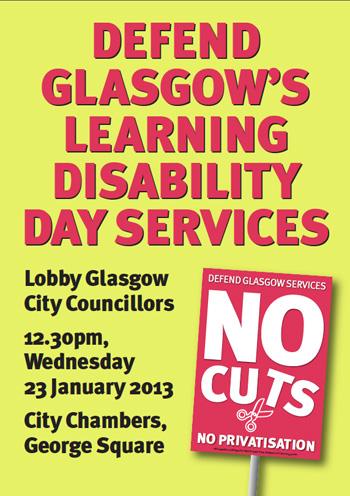 DEFEND
GLASGOW'S
LEARNING
DISABILITY
DAY SERVICES
Lobby Glasgow
City Councillors
12.30pm,
Wednesday
23 January 2013
City Chambers,
George Square
DEFEND GLASGOW SERVICES
NO
CUTS
NO PRIVATISATION